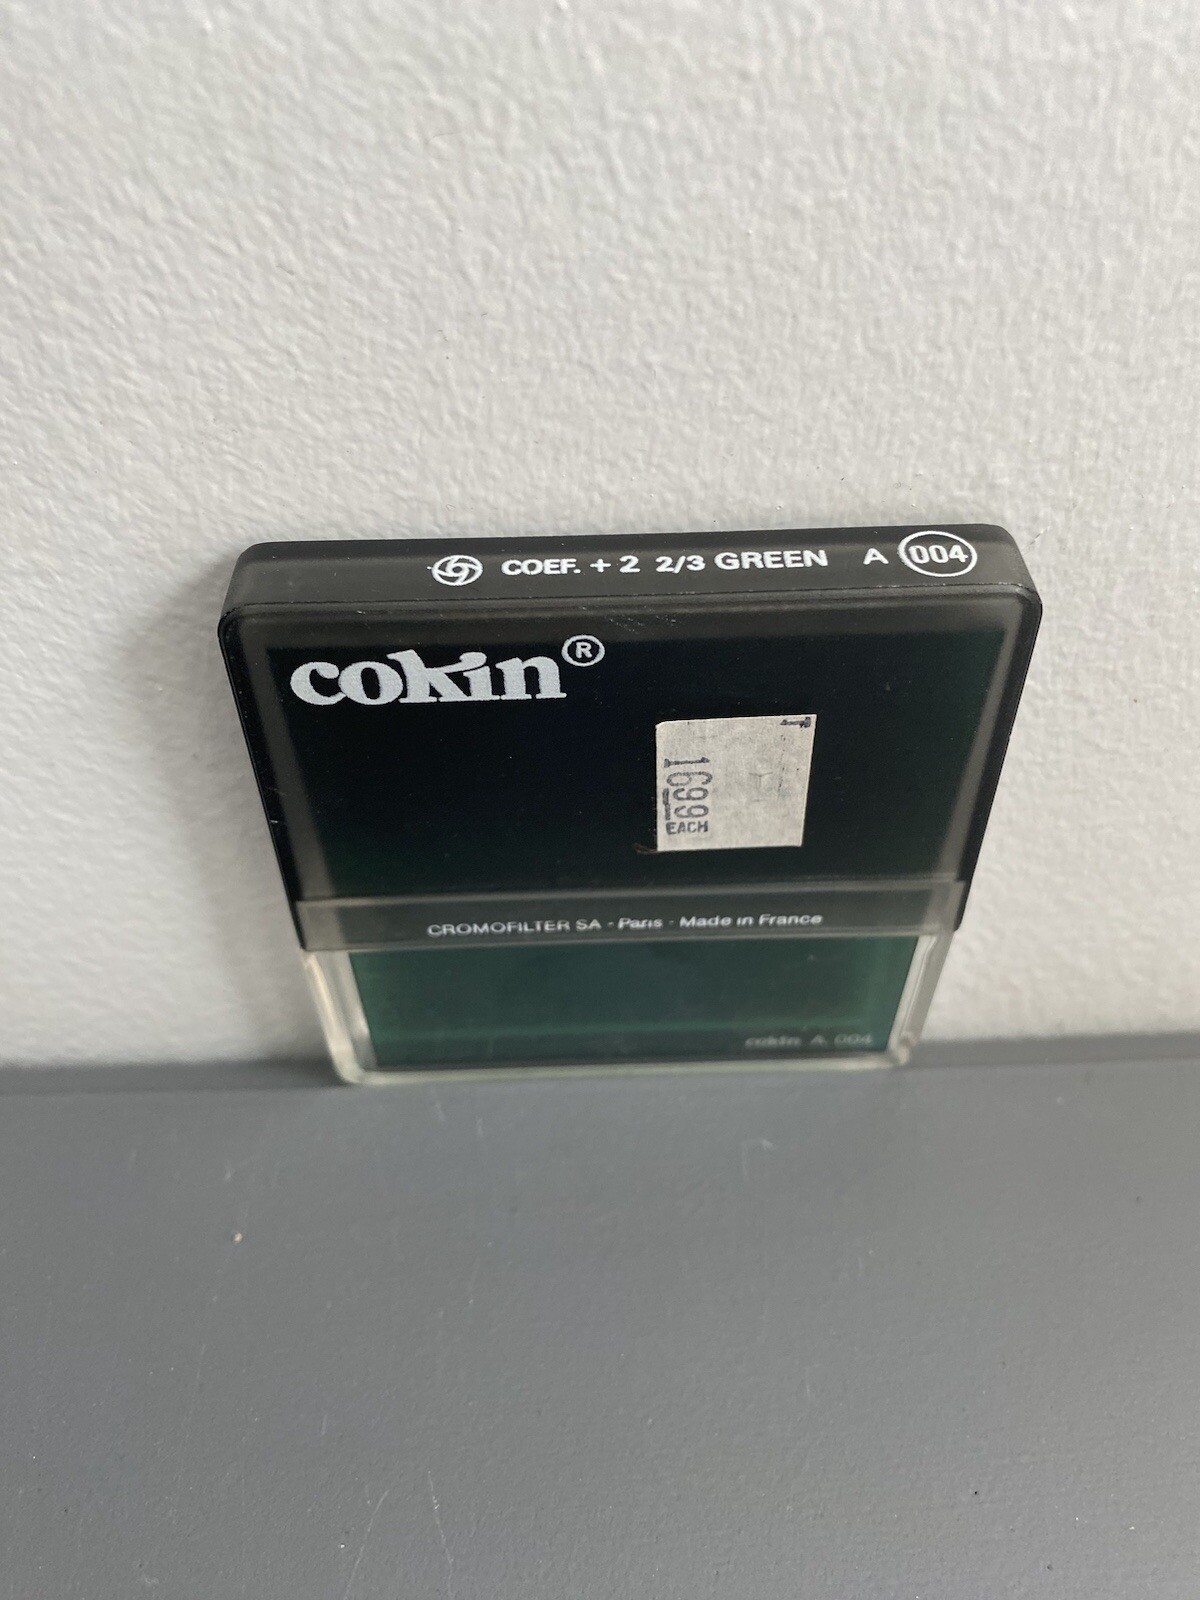 COEF. + 2 2/3 GREEN A 004
cokin®
1699
EACH
CROMOFILTER SA - Paris - Made in France
cokin A. 004